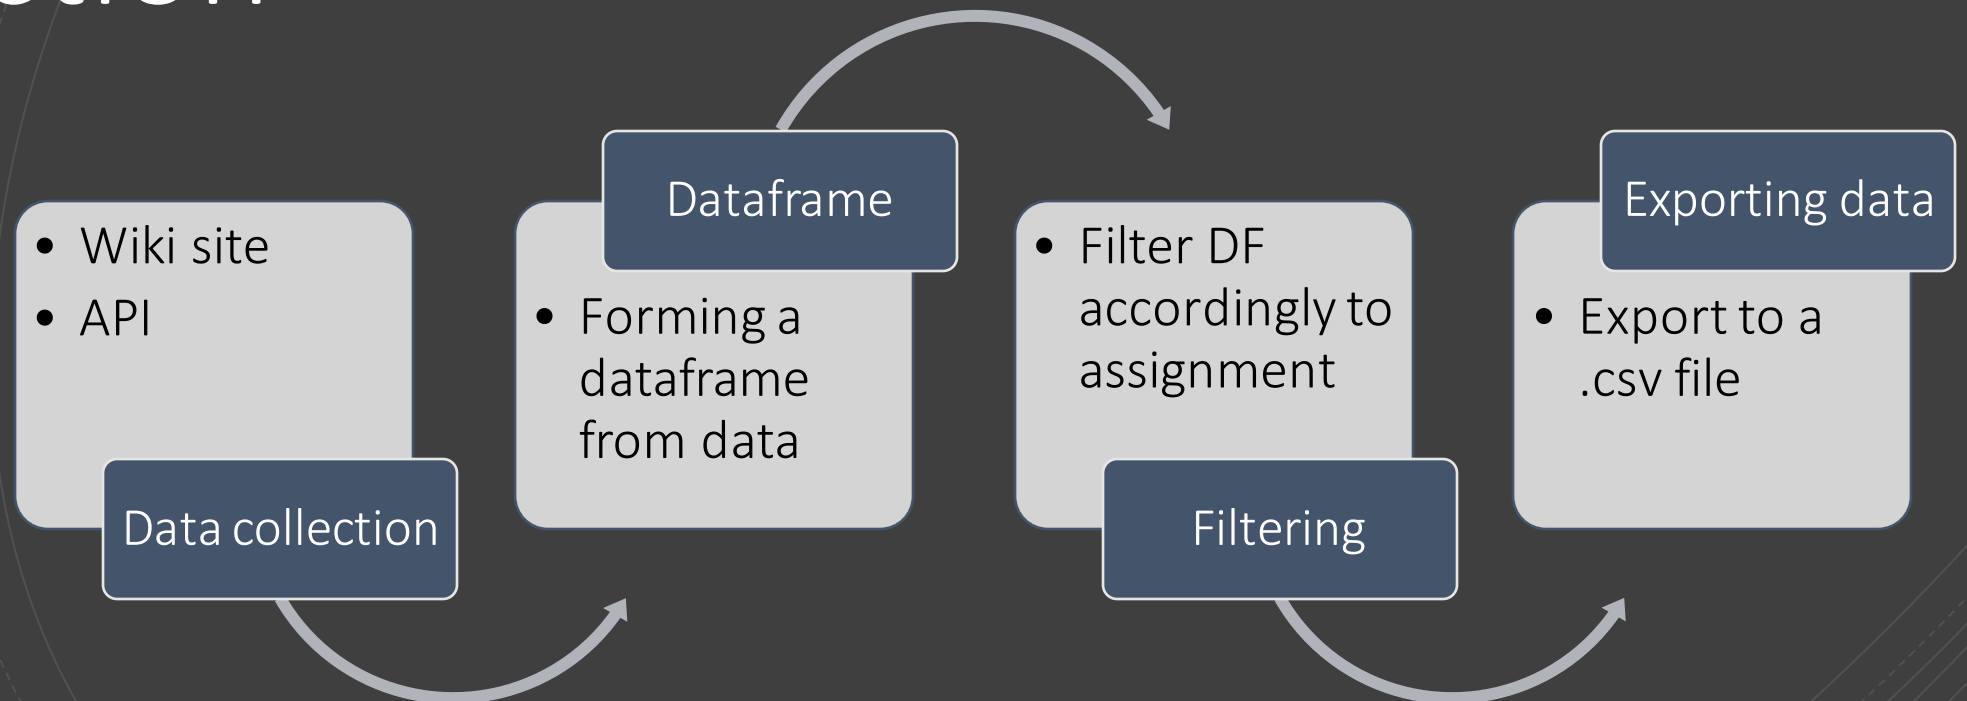 Wiki site
API
Data collection
Dataframe
Forming a
dataframe
from data
Filter DF
accordingly to
assignment
Filtering
Exporting data
Export to a
.csv file